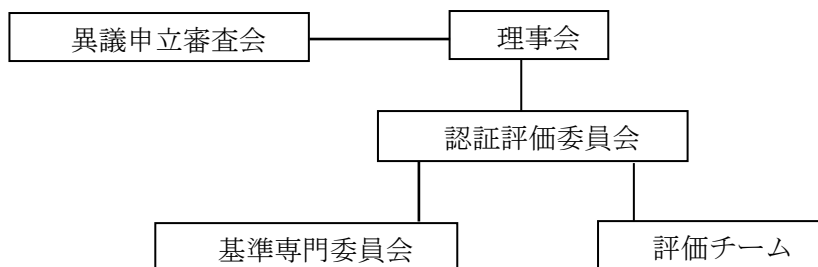 異議申立審査会
理事会
認証評価委員会
基準専門委員会
評価チーム